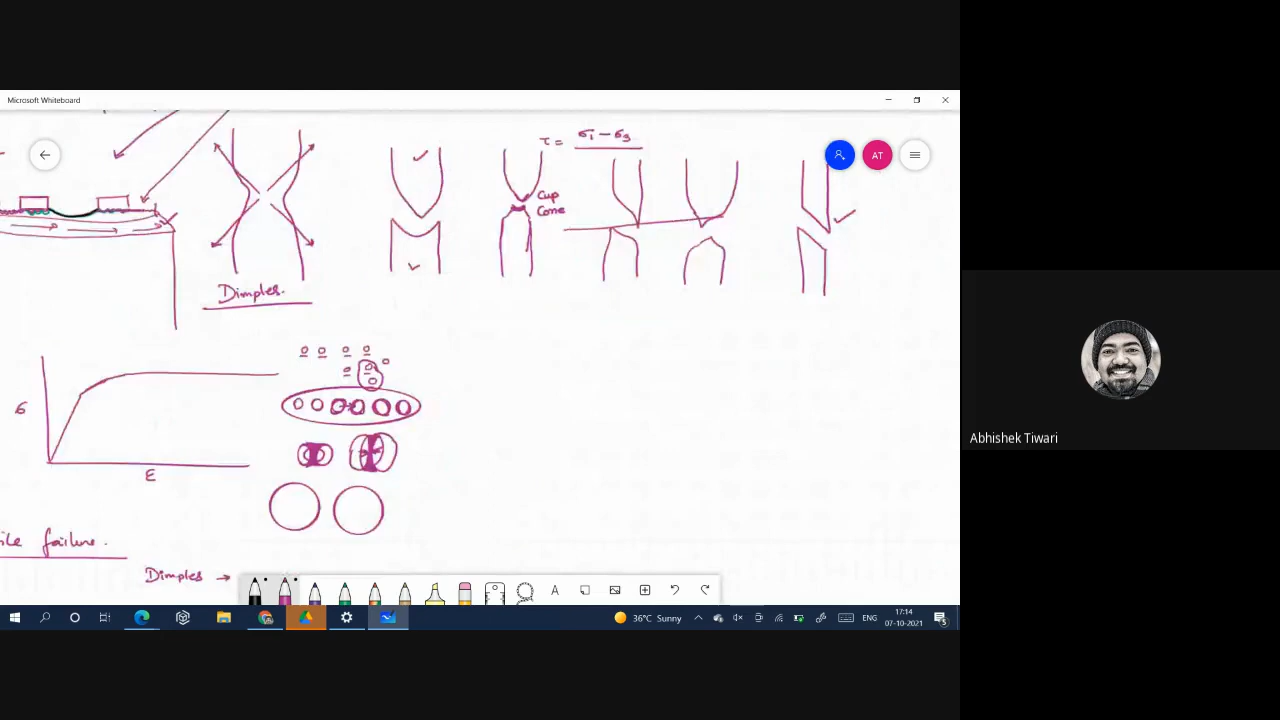 Microsoft Whiteboard
AT
τ = σ₁ - σ₃
Cup
Cone
Dimples.
σ
ε
ile failure.
Dimples →
A
36°C Sunny
ENG
17:14
07-10-2021
5
Abhishek Tiwari